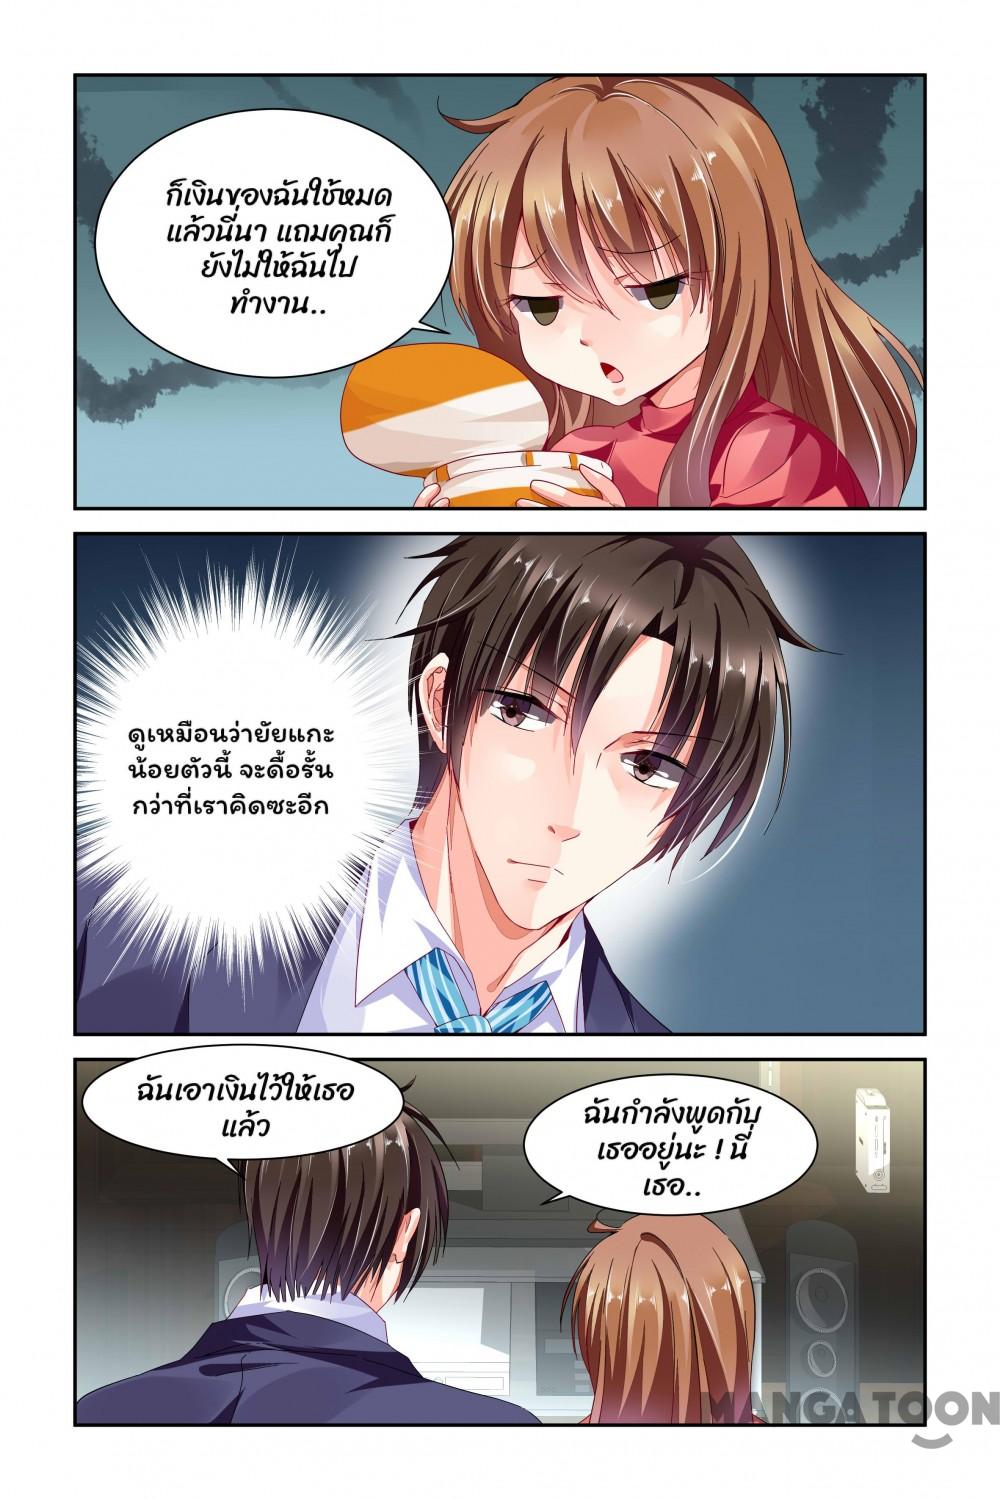 ก็เงินของฉันใช้หมด
แล้วนี่นา แถมคุณก็
ยังไม่ให้ฉันไป
ทำงาน..
ดูเหมือนว่ายัยแกะ
น้อยตัวนี้ จะดื้อรั้น
กว่าที่เราคิดซะอีก
ฉันเอาเงินไว้ให้เธอ
แล้ว
ฉันกำลังพูดกับ
เธออยู่นะ ! นี่
เธอ..
MANGATOON